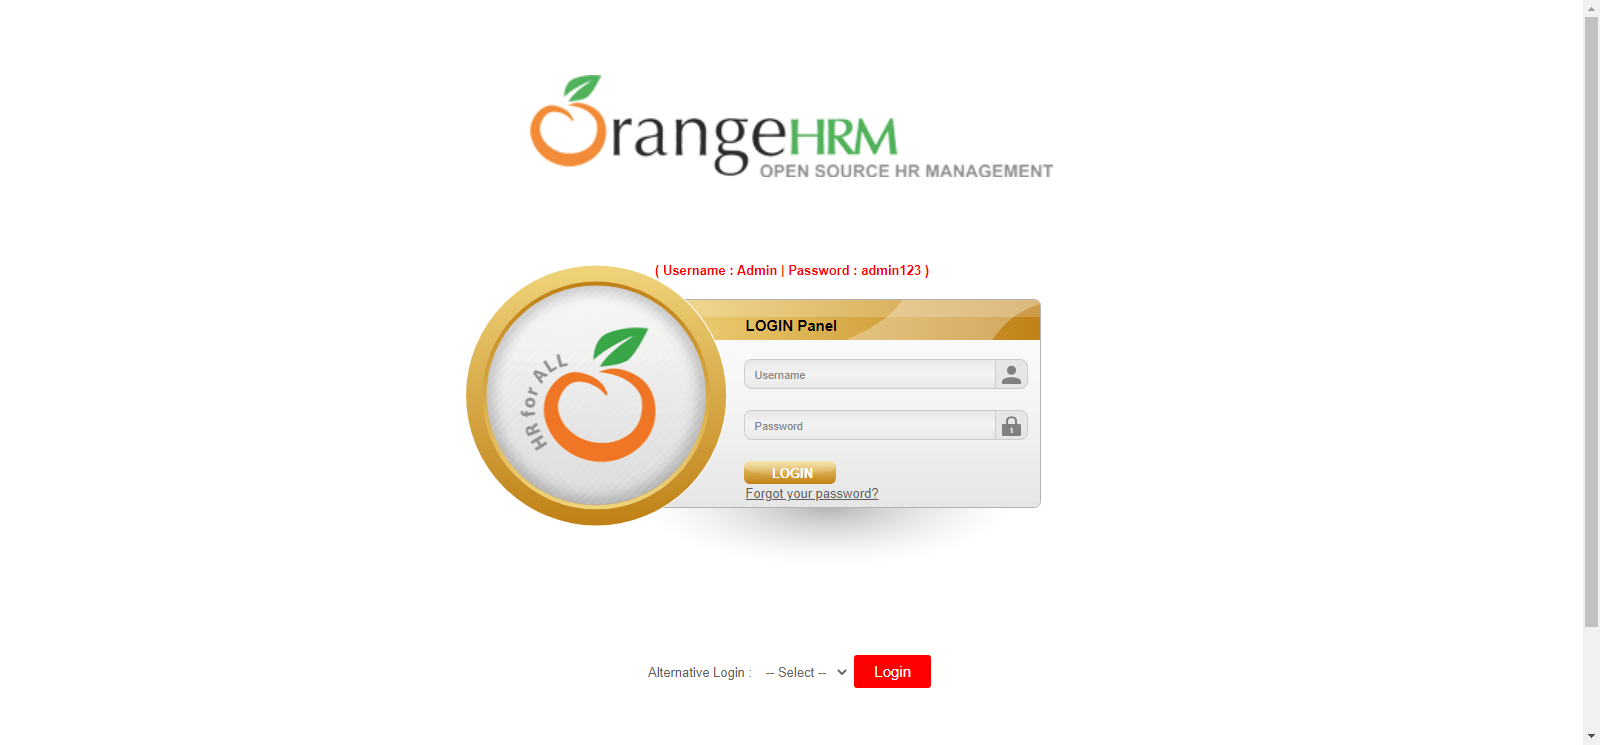 OrangeHRM
OPEN SOURCE HR MANAGEMENT
( Username : Admin | Password : admin123 )
LOGIN Panel
HR for ALL
Username
Password
LOGIN
Forgot your password?
Alternative Login : -- Select -- Login